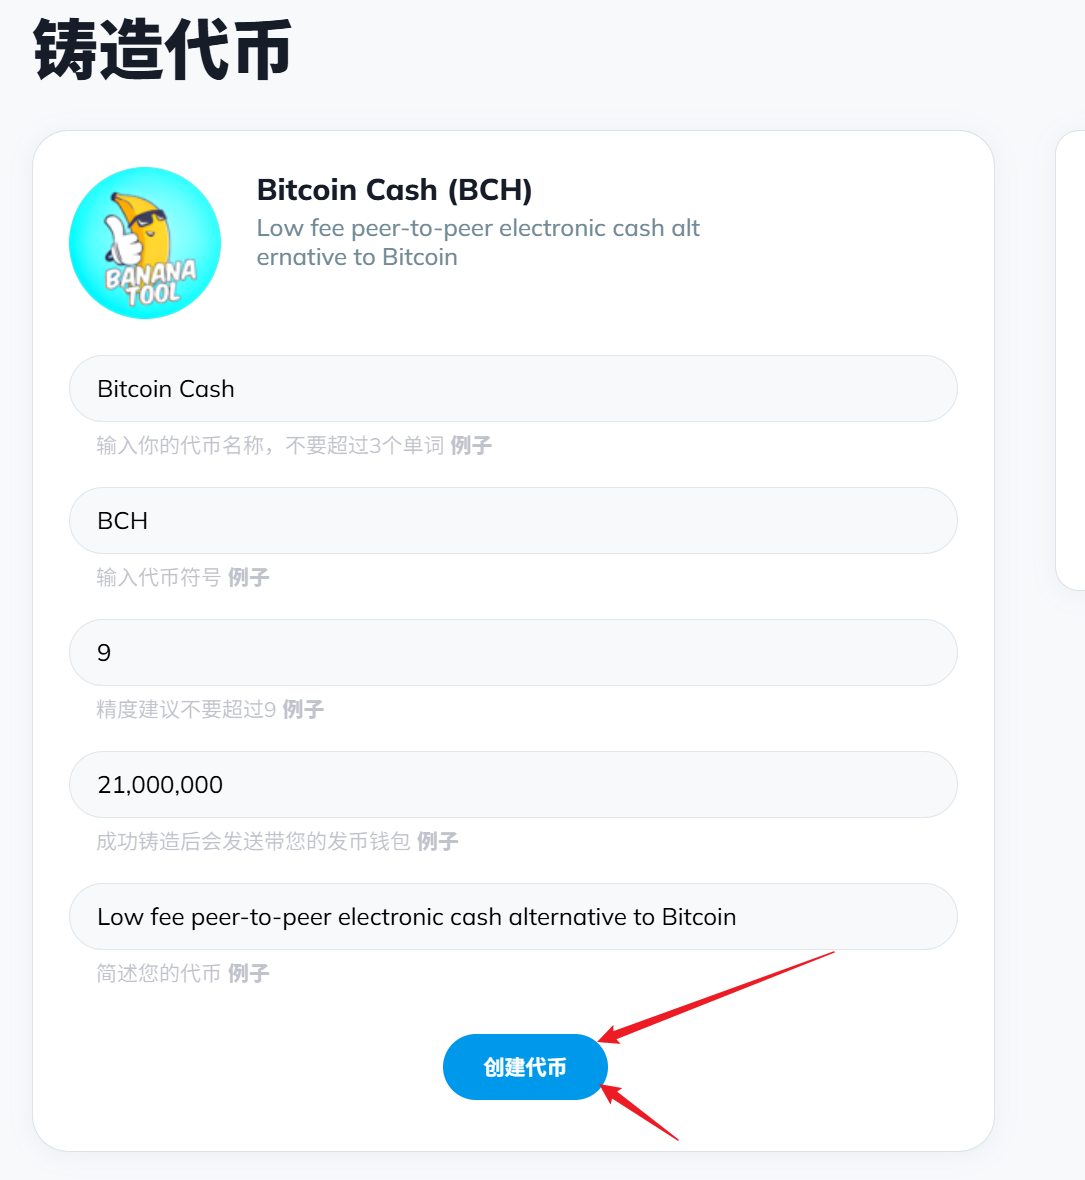 铸造代币
BANANA
TOOL
Bitcoin Cash (BCH)
Low fee peer-to-peer electronic cash alt
ernative to Bitcoin
Bitcoin Cash
输入你的代币名称，不要超过3个单词 例子
BCH
输入代币符号 例子
9
精度建议不要超过9 例子
21,000,000
成功铸造后会发送带您的发币钱包 例子
Low fee peer-to-peer electronic cash alternative to Bitcoin
简述您的代币 例子
创建代币